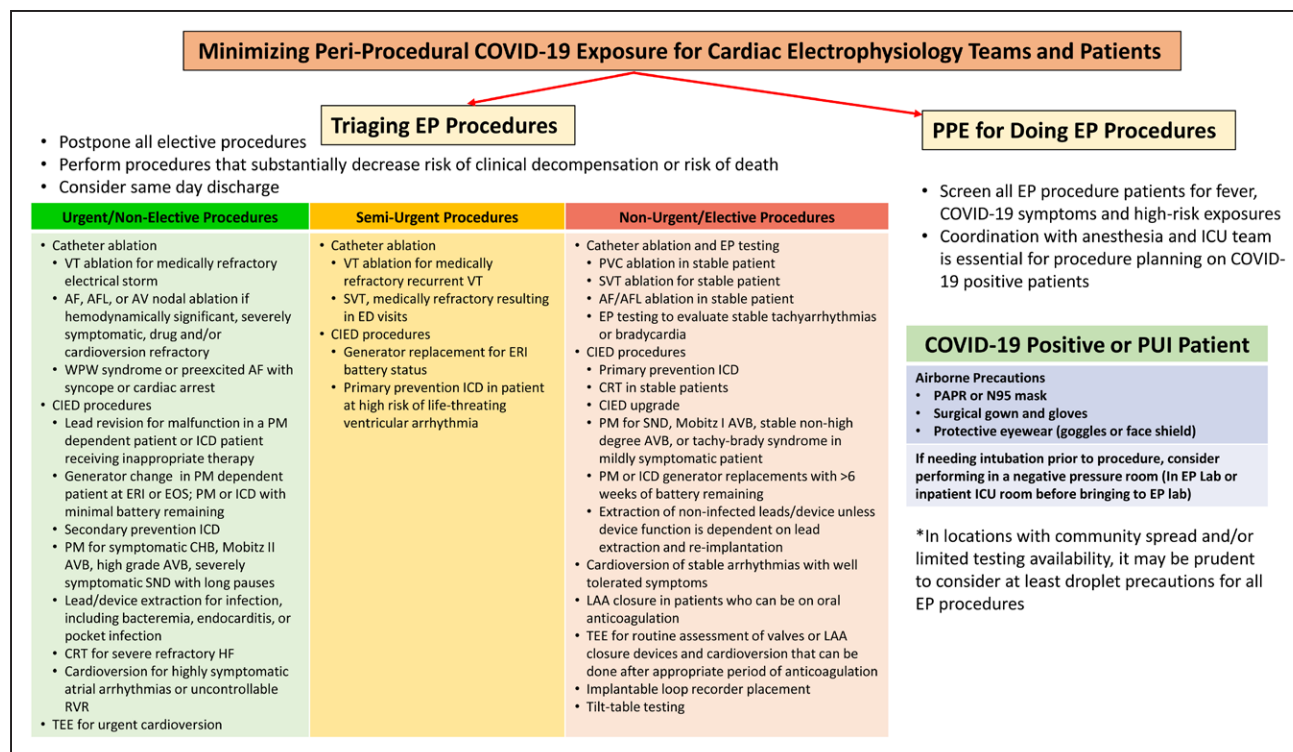 Minimizing Peri-Procedural COVID-19 Exposure for Cardiac Electrophysiology Teams and Patients
Triaging EP Procedures
• Postpone all elective procedures
• Perform procedures that substantially decrease risk of clinical decompensation or risk of death
• Consider same day discharge
Urgent/Non-Elective Procedures
• Catheter ablation
• VT ablation for medically refractory
electrical storm
• AF, AFL, or AV nodal ablation if
hemodynamically significant, severely
symptomatic, drug and/or
cardioversion refractory
• WPW syndrome or preexcited AF with
syncope or cardiac arrest
• CIED procedures
• Lead revision for malfunction in a PM
dependent patient or ICD patient
receiving inappropriate therapy
• Generator change in PM dependent
patient at ERI or EOS; PM or ICD with
minimal battery remaining
• Secondary prevention ICD
• PM for symptomatic CHB, Mobitz II
AVB, high grade AVB, severely
symptomatic SND with long pauses
• Lead/device extraction for infection,
including bacteremia, endocarditis, or
pocket infection
• CRT for severe refractory HF
• Cardioversion for highly symptomatic
atrial arrhythmias or uncontrollable
RVR
• TEE for urgent cardioversion
Semi-Urgent Procedures
• Catheter ablation
• VT ablation for medically
refractory recurrent VT
• SVT, medically refractory resulting
in ED visits
• CIED procedures
• Generator replacement for ERI
battery status
• Primary prevention ICD in patient
at high risk of life-threating
ventricular arrhythmia
Non-Urgent/Elective Procedures
• Catheter ablation and EP testing
• PVC ablation in stable patient
• SVT ablation for stable patient
• AF/AFL ablation in stable patient
• EP testing to evaluate stable tachyarrhythmias
or bradycardia
• CIED procedures
• Primary prevention ICD
• CRT in stable patients
• CIED upgrade
• PM for SND, Mobitz I AVB, stable non-high
degree AVB, or tachy-brady syndrome in
mildly symptomatic patient
• PM or ICD generator replacements with >6
weeks of battery remaining
• Extraction of non-infected leads/device unless
device function is dependent on lead
extraction and re-implantation
• Cardioversion of stable arrhythmias with well
tolerated symptoms
• LAA closure in patients who can be on oral
anticoagulation
• TEE for routine assessment of valves or LAA
closure devices and cardioversion that can be
done after appropriate period of anticoagulation
• Implantable loop recorder placement
• Tilt-table testing
PPE for Doing EP Procedures
• Screen all EP procedure patients for fever,
COVID-19 symptoms and high-risk exposures
• Coordination with anesthesia and ICU team
is essential for procedure planning on COVID-
19 positive patients
COVID-19 Positive or PUI Patient
Airborne Precautions
• PAPR or N95 mask
• Surgical gown and gloves
• Protective eyewear (goggles or face shield)
If needing intubation prior to procedure, consider
performing in a negative pressure room (In EP Lab or
inpatient ICU room before bringing to EP lab)
*In locations with community spread and/or
limited testing availability, it may be prudent
to consider at least droplet precautions for all
EP procedures